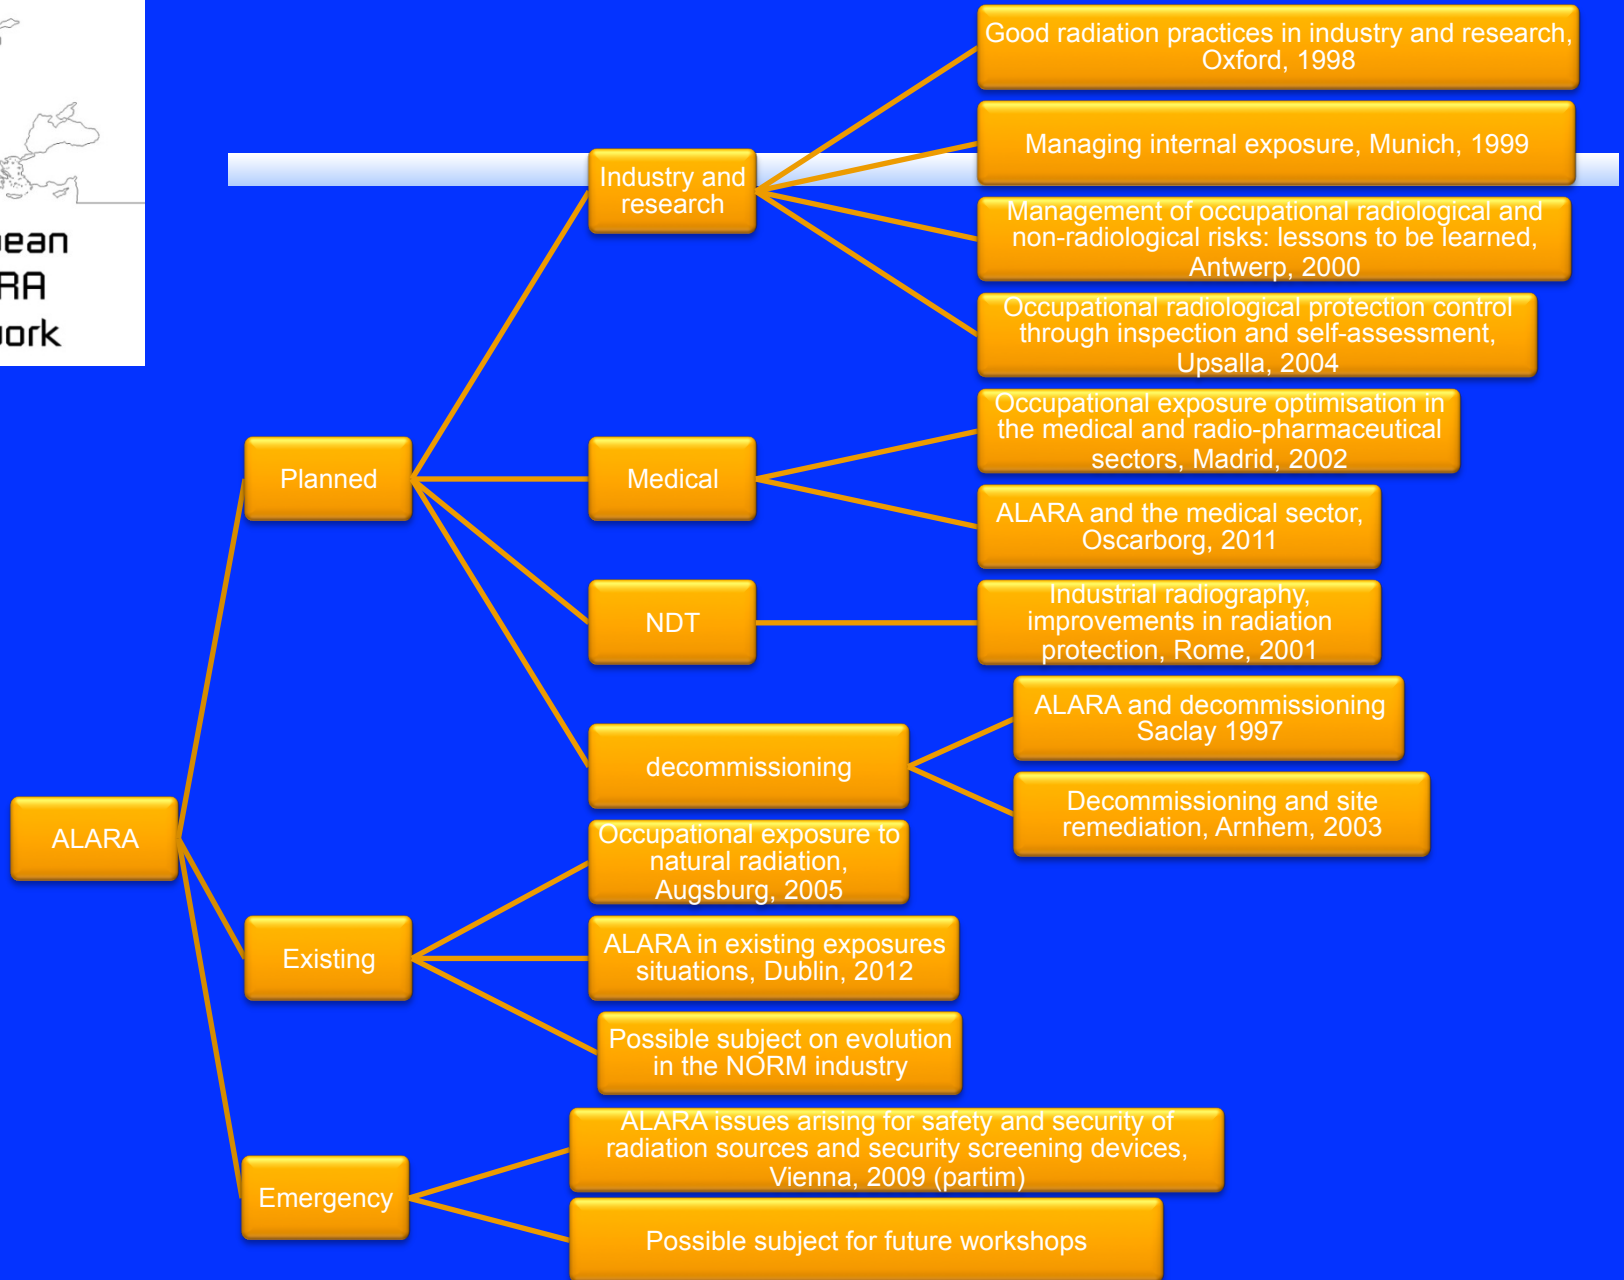 ean
RA
ork
ALARA
Planned
Industry and
research
Good radiation practices in industry and research,
Oxford, 1998
Managing internal exposure, Munich, 1999
Management of occupational radiological and
non-radiological risks: lessons to be learned,
Antwerp, 2000
Occupational radiological protection control
through inspection and self-assessment,
Upsalla, 2004
Medical
Occupational exposure optimisation in
the medical and radio-pharmaceutical
sectors, Madrid, 2002
ALARA and the medical sector,
Oscarborg, 2011
NDT
Industrial radiography,
improvements in radiation
protection, Rome, 2001
decommissioning
ALARA and decommissioning
Saclay 1997
Decommissioning and site
remediation, Arnhem, 2003
Existing
Occupational exposure to
natural radiation,
Augsburg, 2005
ALARA in existing exposures
situations, Dublin, 2012
Possible subject on evolution
in the NORM industry
Emergency
ALARA issues arising for safety and security of
radiation sources and security screening devices,
Vienna, 2009 (partim)
Possible subject for future workshops